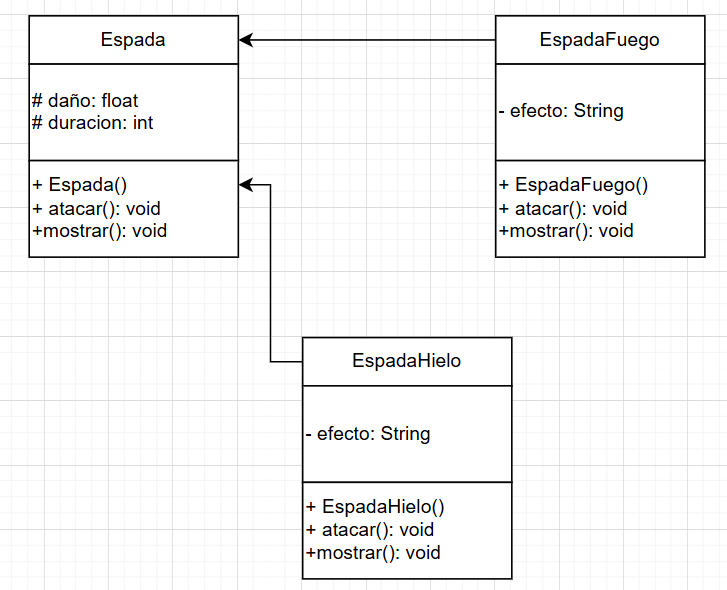 Espada
# daño: float
# duracion: int
+ Espada()
+ atacar(): void
+mostrar(): void
EspadaFuego
- efecto: String
+ EspadaFuego()
+ atacar(): void
+mostrar(): void
EspadaHielo
- efecto: String
+ EspadaHielo()
+ atacar(): void
+mostrar(): void